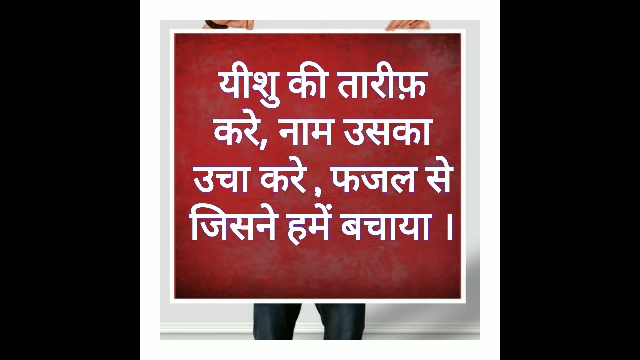 यीशु की तारीफ़
करे, नाम उसका
उचा करे , फजल से
जिसने हमें बचाया ।